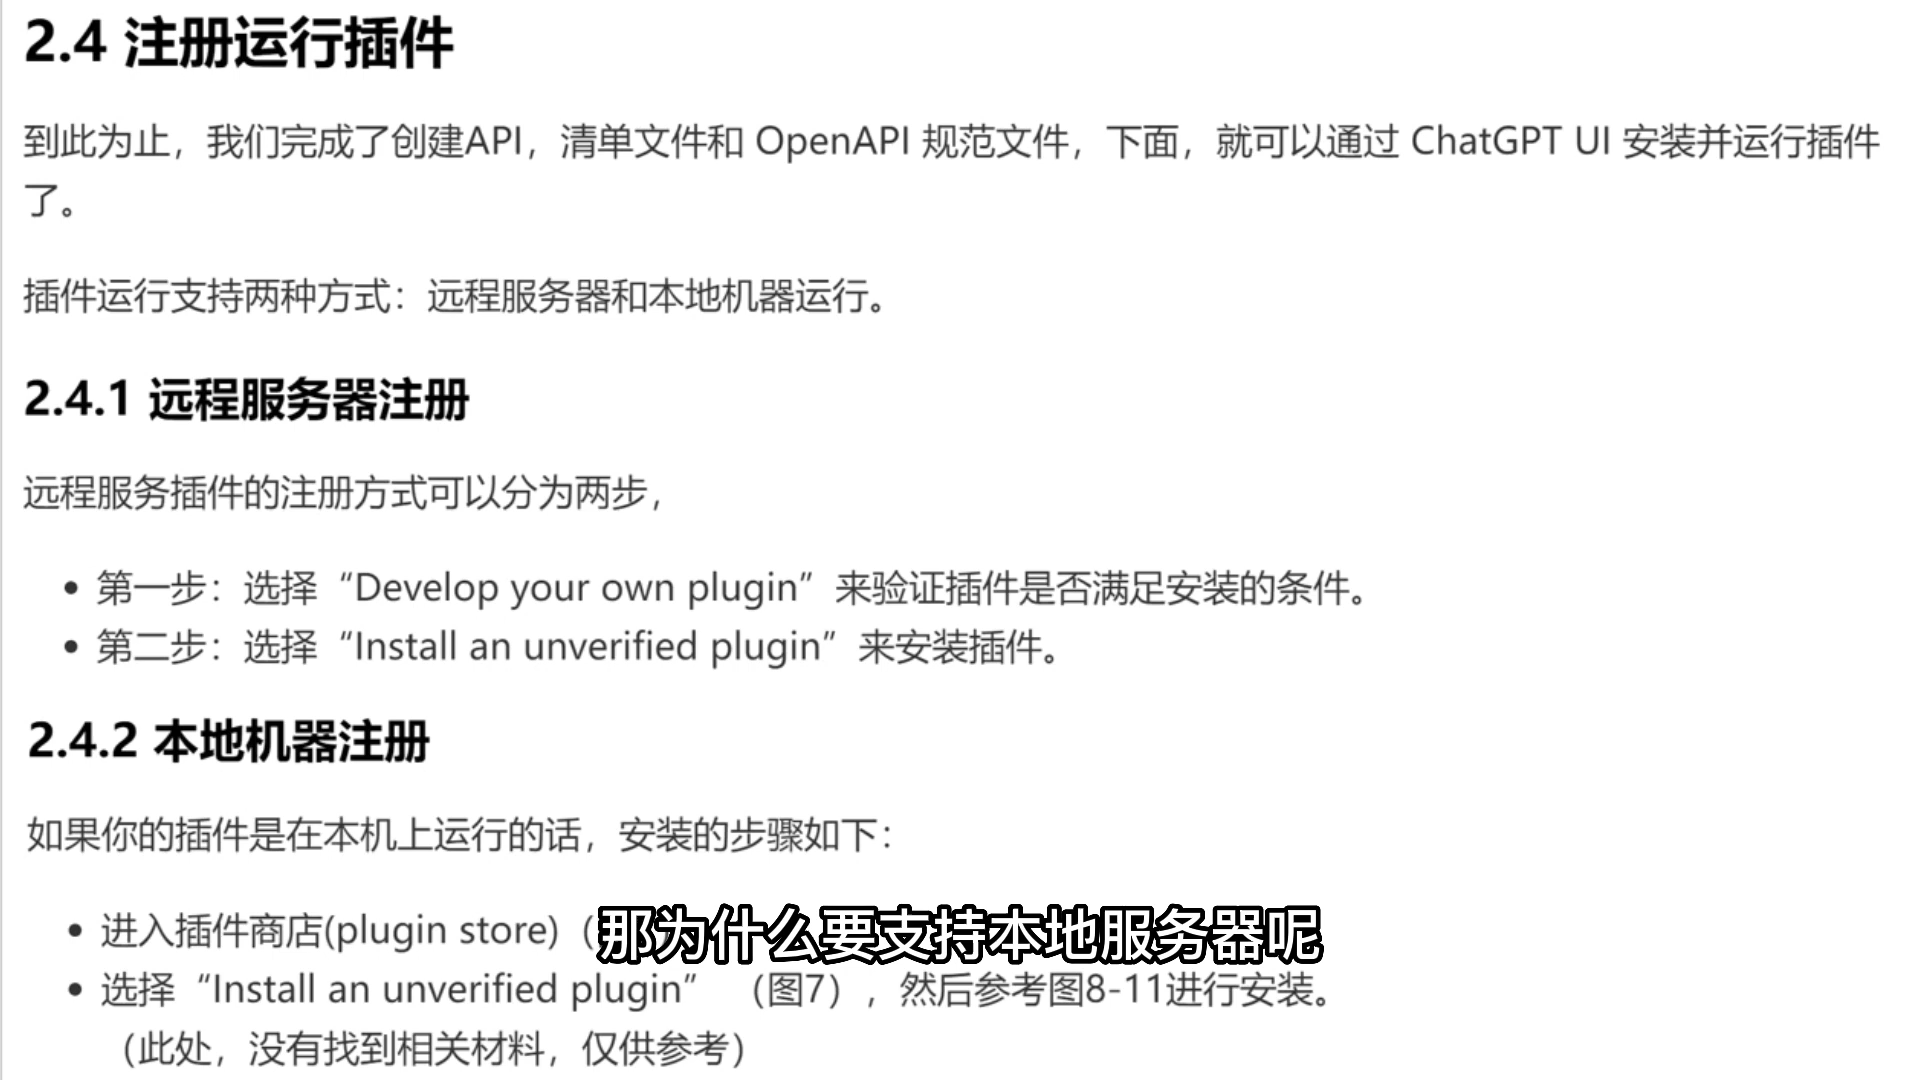 2.4 注册运行插件
到此为止，我们完成了创建API，清单文件和 OpenAPI 规范文件，下面，就可以通过 ChatGPT UI 安装并运行插件
了。
插件运行支持两种方式：远程服务器和本地机器运行。
2.4.1 远程服务器注册
远程服务插件的注册方式可以分为两步，
• 第一步：选择“Develop your own plugin”来验证插件是否满足安装的条件。
• 第二步：选择“Install an unverified plugin”来安装插件。
2.4.2 本地机器注册
如果你的插件是在本机上运行的话，安装的步骤如下：
• 进入插件商店(plugin store)（
那为什么要支持本地服务器呢
• 选择“Install an unverified plugin”（图7），然后参考图8-11进行安装。
（此处，没有找到相关材料，仅供参考）